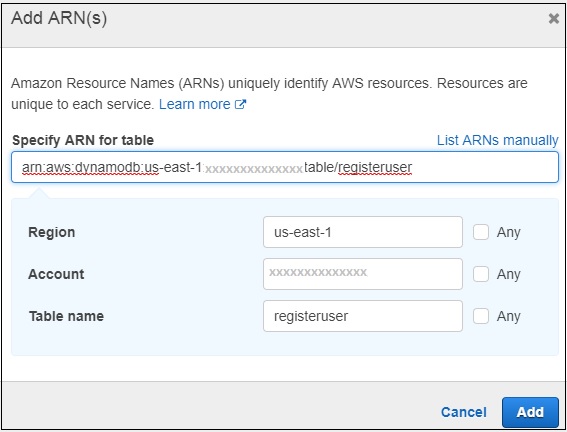 Add ARN(s)
Amazon Resource Names (ARNs) uniquely identify AWS resources. Resources are
unique to each service. Learn more
Specify ARN for table List ARNs manually
arn:aws:dynamodb:us-east-1 xxxxxxxxxxxxxx table/registeruser
Region us-east-1 Any
Account xxxxxxxxxxxxxx Any
Table name registeruser Any
Cancel Add